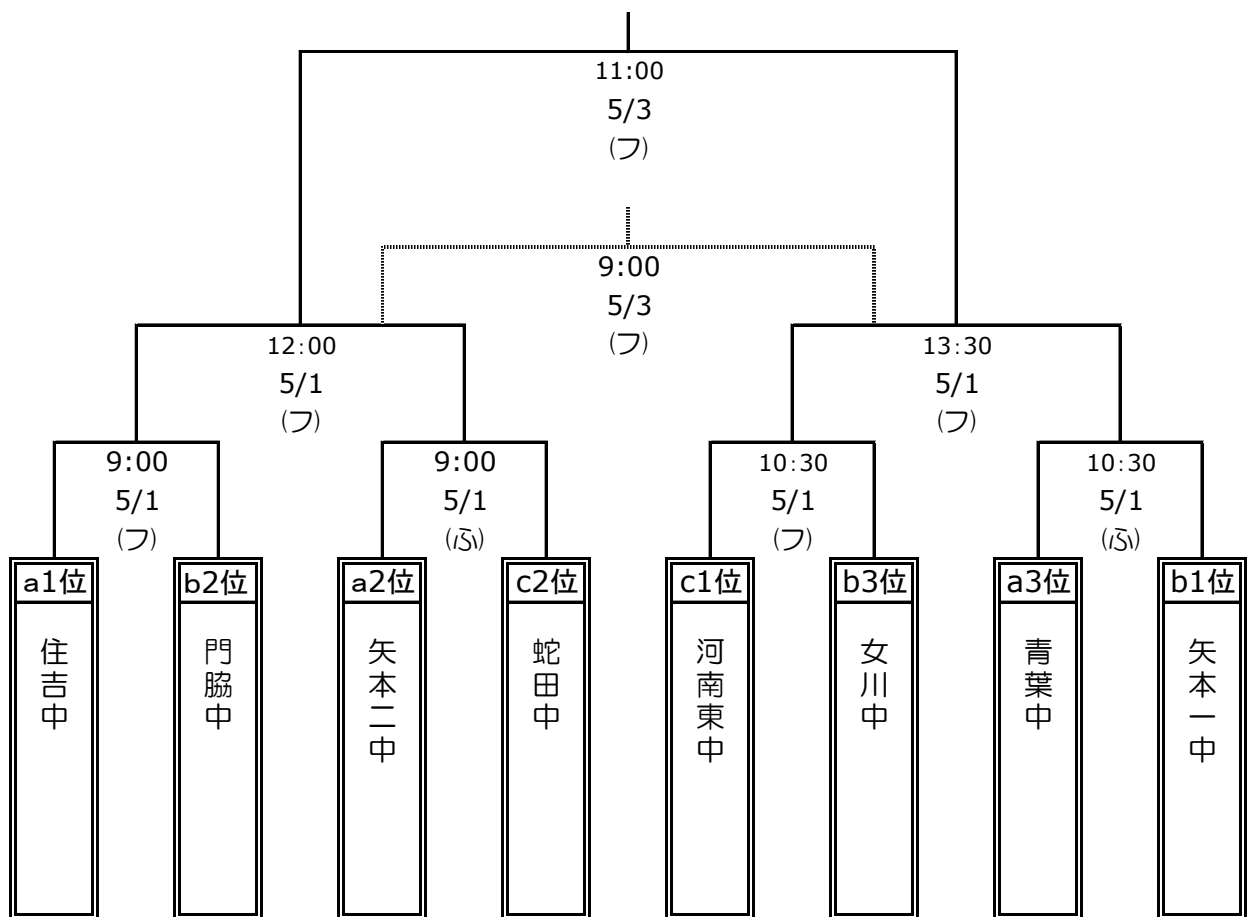 11:00
5/3
(フ)
9:00
5/3
(フ)
12:00
5/1
(フ)
13:30
5/1
(フ)
9:00
5/1
(フ)
9:00
5/1
(ふ)
10:30
5/1
(フ)
10:30
5/1
(ふ)
a1位
住吉中
b2位
門脇中
a2位
矢本二中
c2位
蛇田中
c1位
河南東中
b3位
女川中
a3位
青葉中
b1位
矢本一中